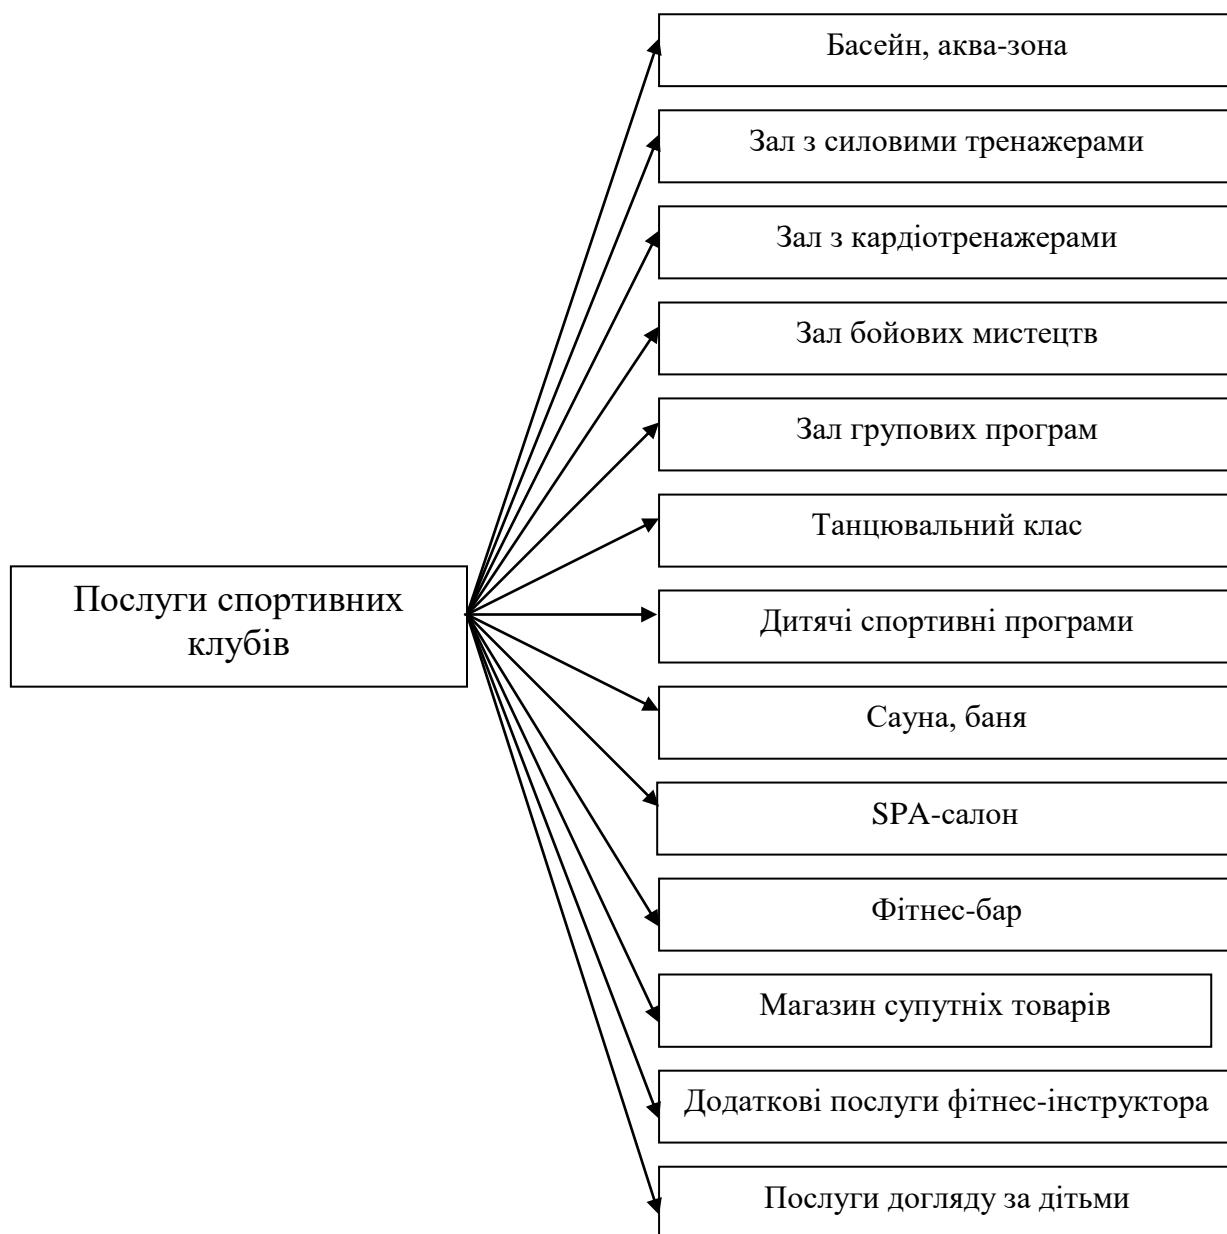 Басейн, аква-зона
Зал з силовими тренажерами
Зал з кардіотренажерами
Зал бойових мистецтв
Зал групових програм
Танцювальний клас
Послуги спортивних
клубів
Дитячі спортивні програми
Сауна, баня
SPA-салон
Фітнес-бар
Магазин супутніх товарів
Додаткові послуги фітнес-інструктора
Послуги догляду за дітьми